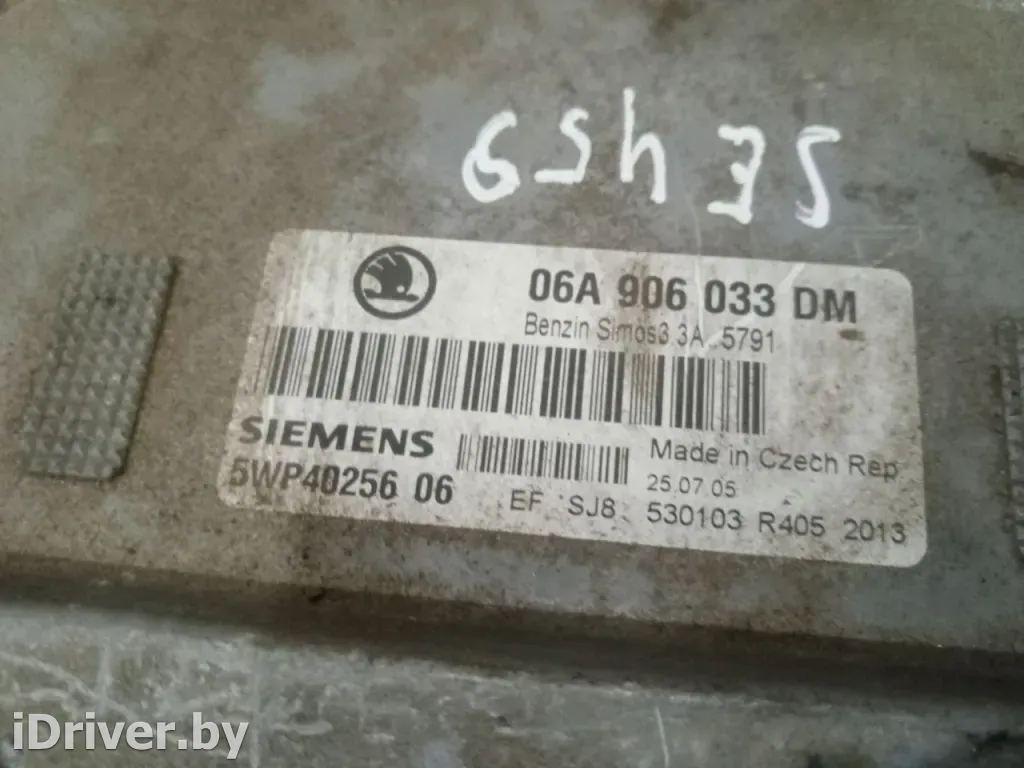 SE459
06A 906 033 DM
Benzin Simos3 3A 5791
SIEMENS
5WP40256 06
Made in Czech Rep
25.07.05
EF SJ8 530103 R405 2013
iDriver.by